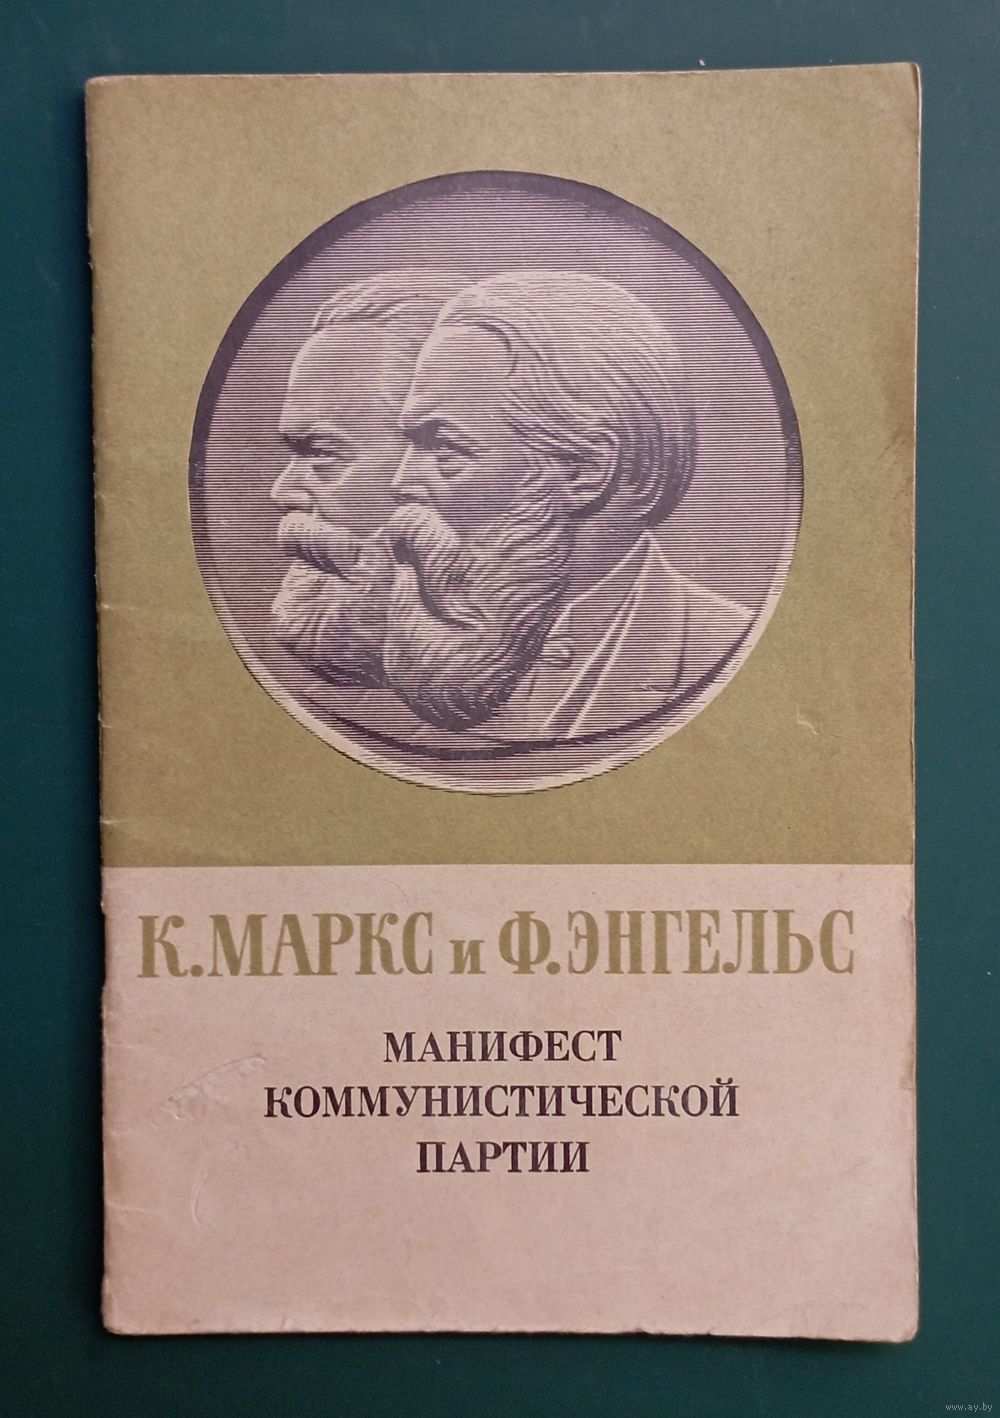 К. МАРКС и Ф. ЭНГЕЛЬС
МАНИФЕСТ
КОММУНИСТИЧЕСКОЙ
ПАРТИИ
www.ay.by